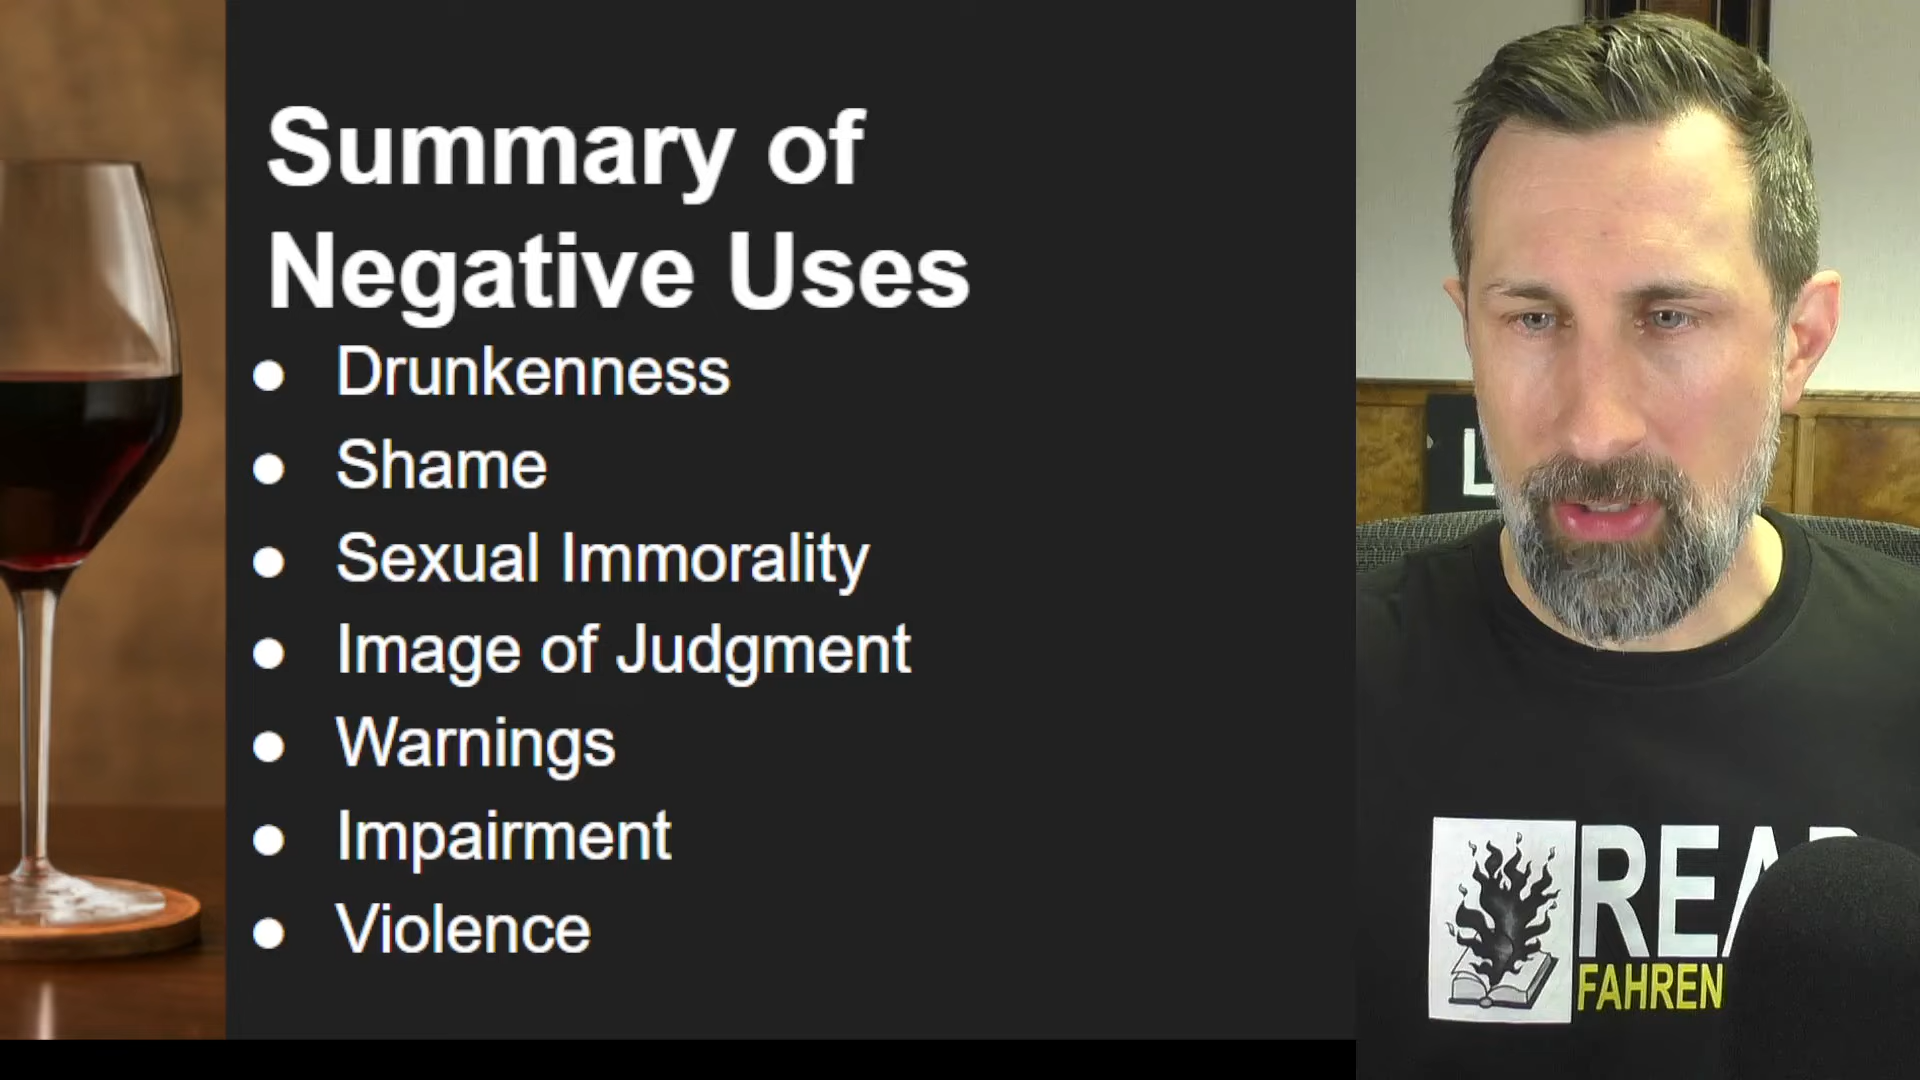 Summary of
Negative Uses
● Drunkenness
● Shame
● Sexual Immorality
● Image of Judgment
● Warnings
● Impairment
● Violence
FAHREN